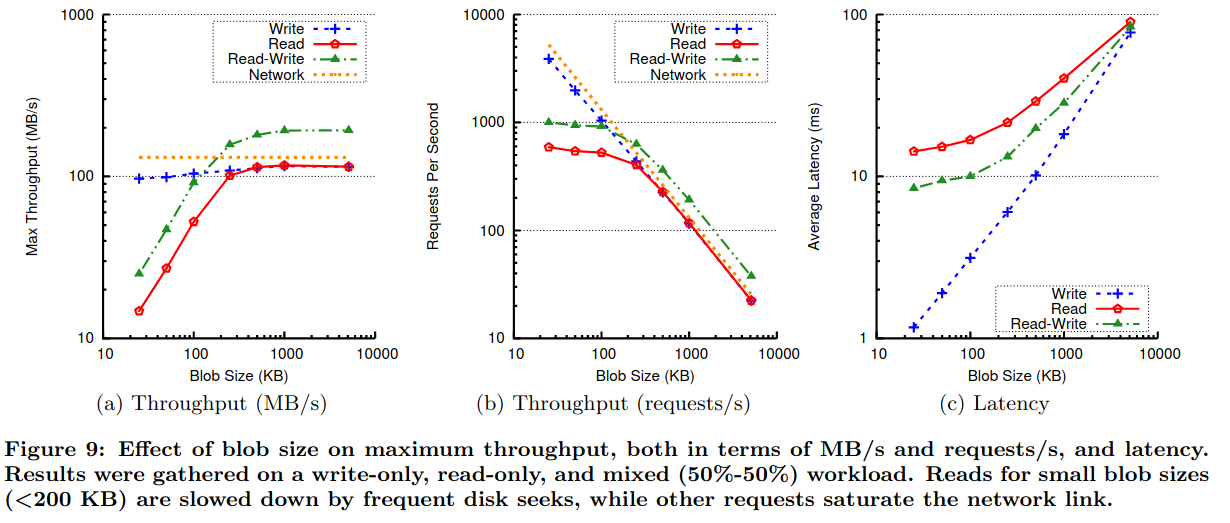 1000
100
10
10
100
1000
10000
Max Throughput (MB/s)
Blob Size (KB)
Write
Read
Read-Write
Network
(a) Throughput (MB/s)
10000
1000
100
10
10
100
1000
10000
Requests Per Second
Blob Size (KB)
Write
Read
Read-Write
Network
(b) Throughput (requests/s)
100
10
1
10
100
1000
10000
Average Latency (ms)
Blob Size (KB)
Write
Read
Read-Write
(c) Latency
Figure 9: Effect of blob size on maximum throughput, both in terms of MB/s and requests/s, and latency.
Results were gathered on a write-only, read-only, and mixed (50%-50%) workload. Reads for small blob sizes
(<200 KB) are slowed down by frequent disk seeks, while other requests saturate the network link.